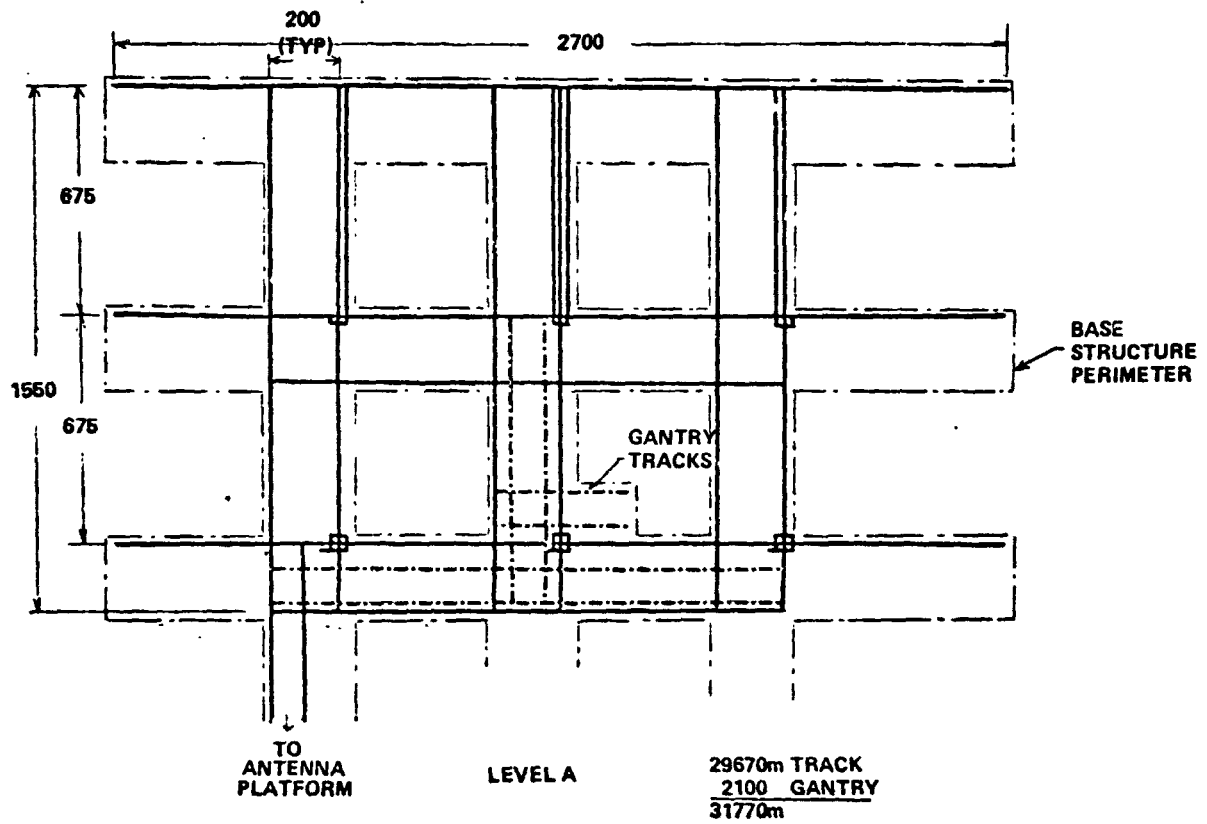 200
(TYP)
2700
675
1550
675
BASE
STRUCTURE
PERIMETER
GANTRY
TRACKS
TO
ANTENNA
PLATFORM
LEVEL A
29670m TRACK
2100 GANTRY
31770m